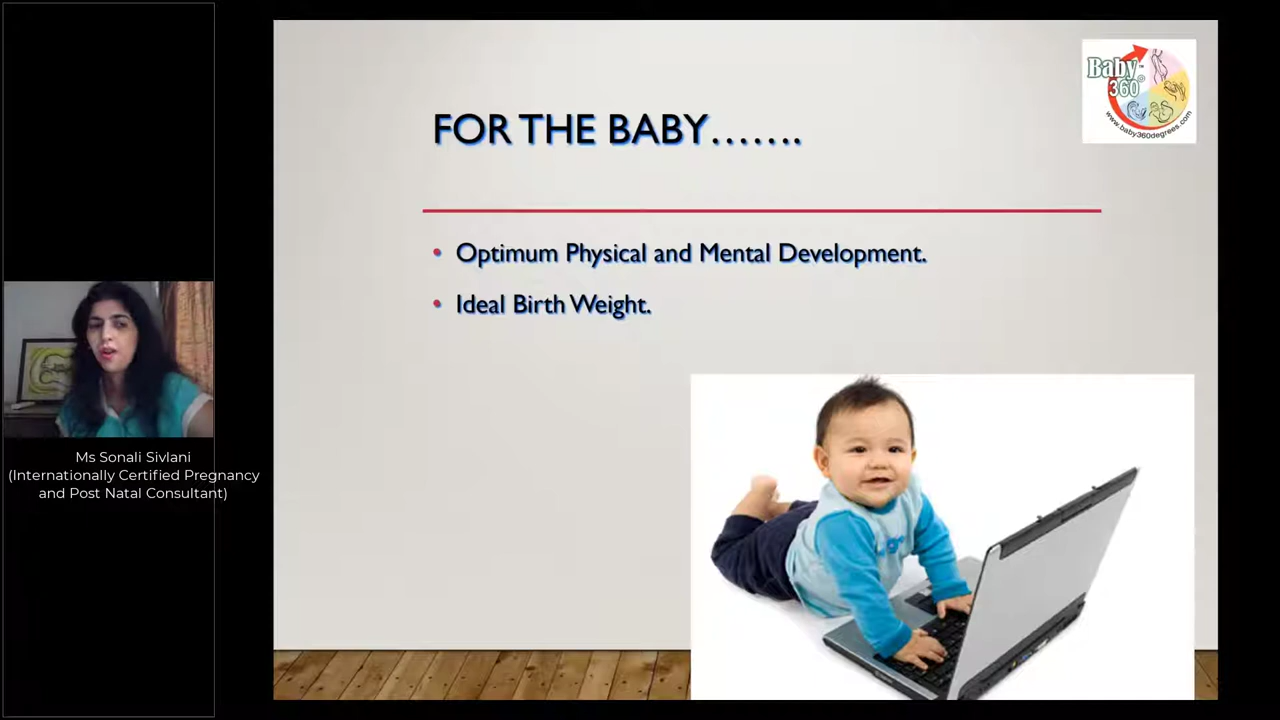 Baby™
360°
www.baby360degrees.com
FOR THE BABY…….
• Optimum Physical and Mental Development.
• Ideal Birth Weight.
Ms Sonali Sivlani
(Internationally Certified Pregnancy
and Post Natal Consultant)